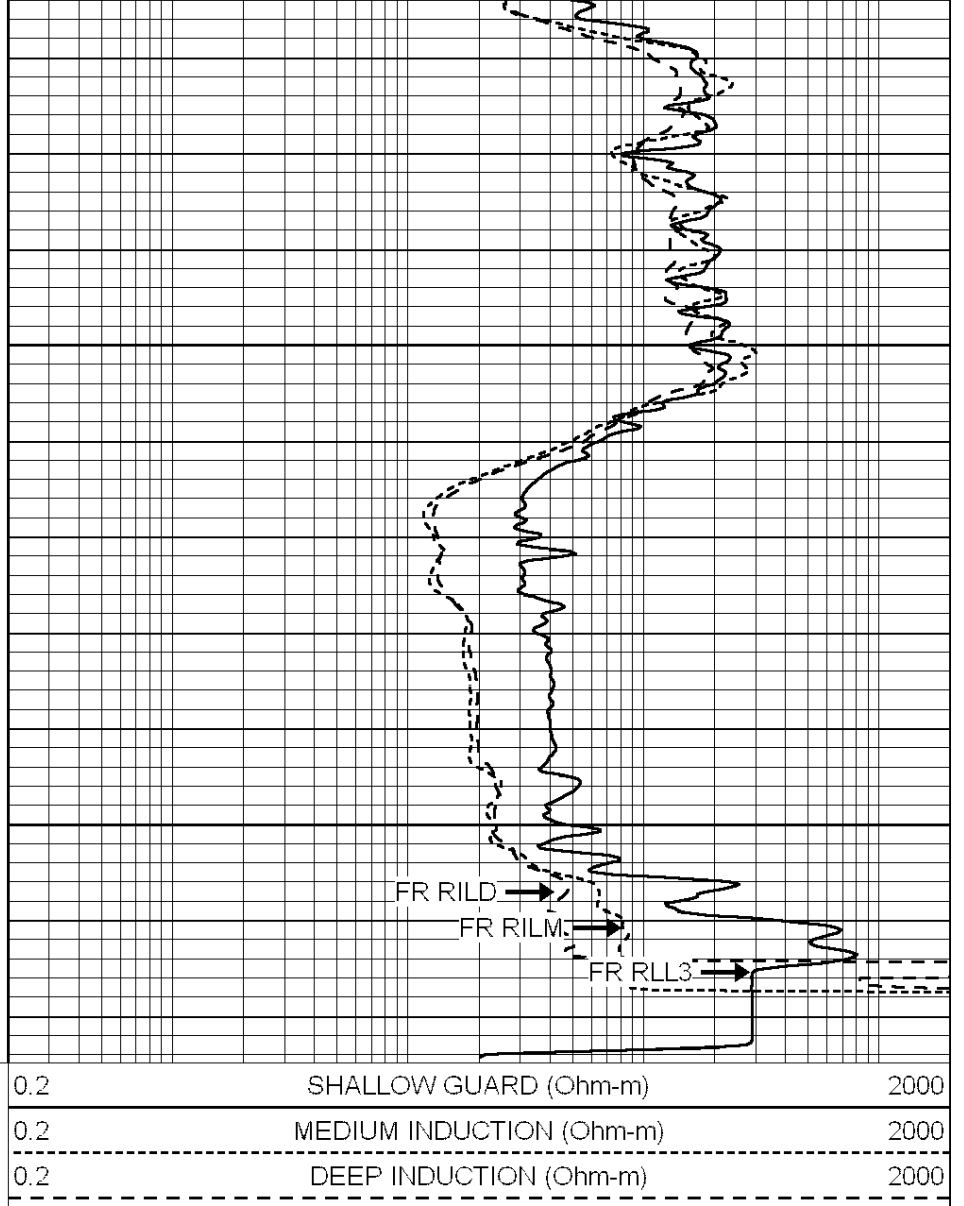 FR RILD
FR RILM
FR RLL3
0.2 SHALLOW GUARD (Ohm-m) 2000
0.2 MEDIUM INDUCTION (Ohm-m) 2000
0.2 DEEP INDUCTION (Ohm-m) 2000